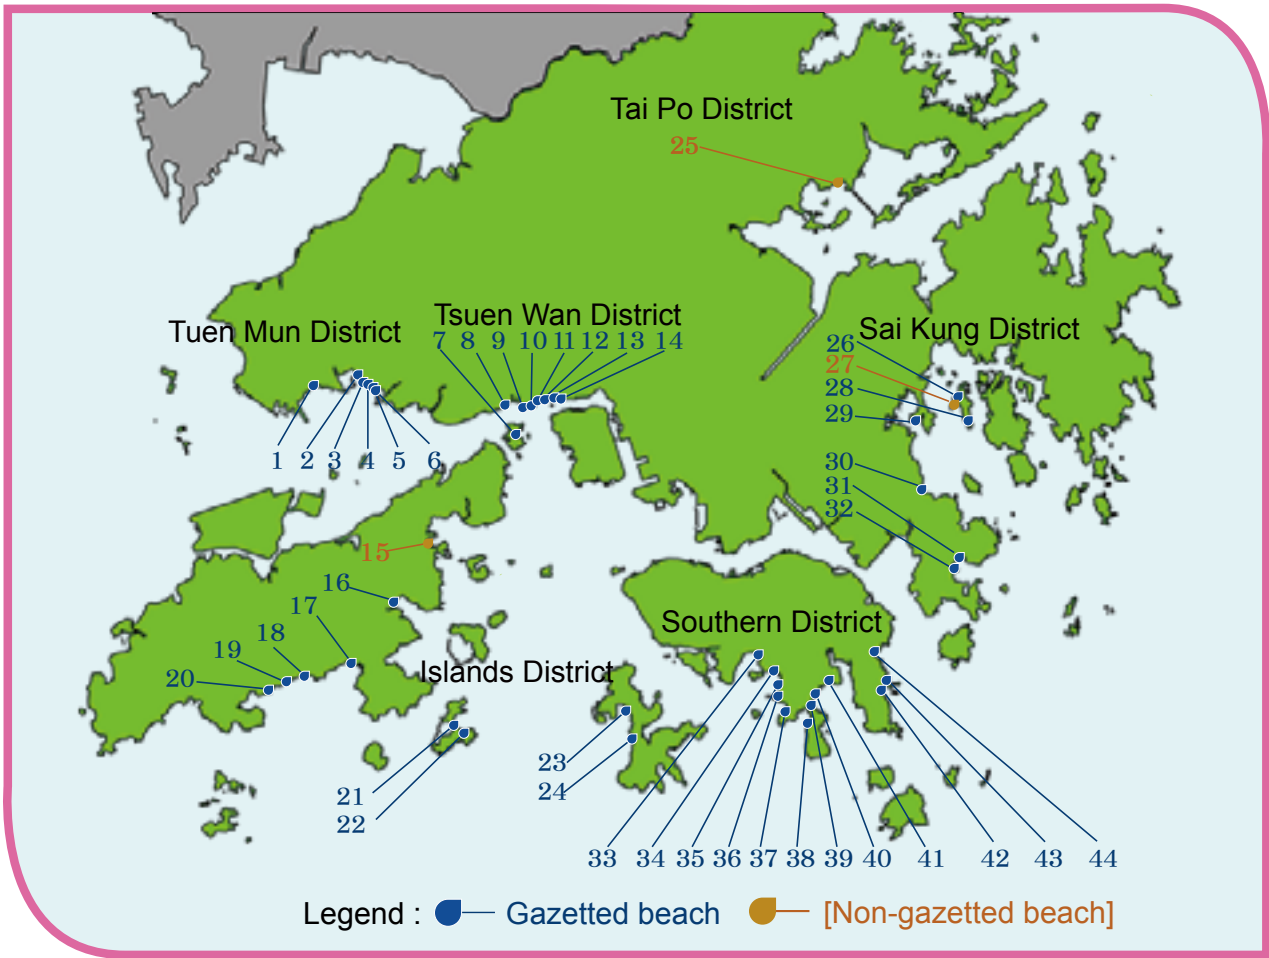 Tai Po District
25
Tsuen Wan District
Tuen Mun District
Sai Kung District
7 8 9 10 11 12 13 14
26
27
28
29
1 2 3 4 5 6
30
31
32
15
16
17
18
19
20
Southern District
Islands District
23
24
21
22
33 34 35 36 37 38 39 40 41 42 43 44
Legend : Gazetted beach [Non-gazetted beach]